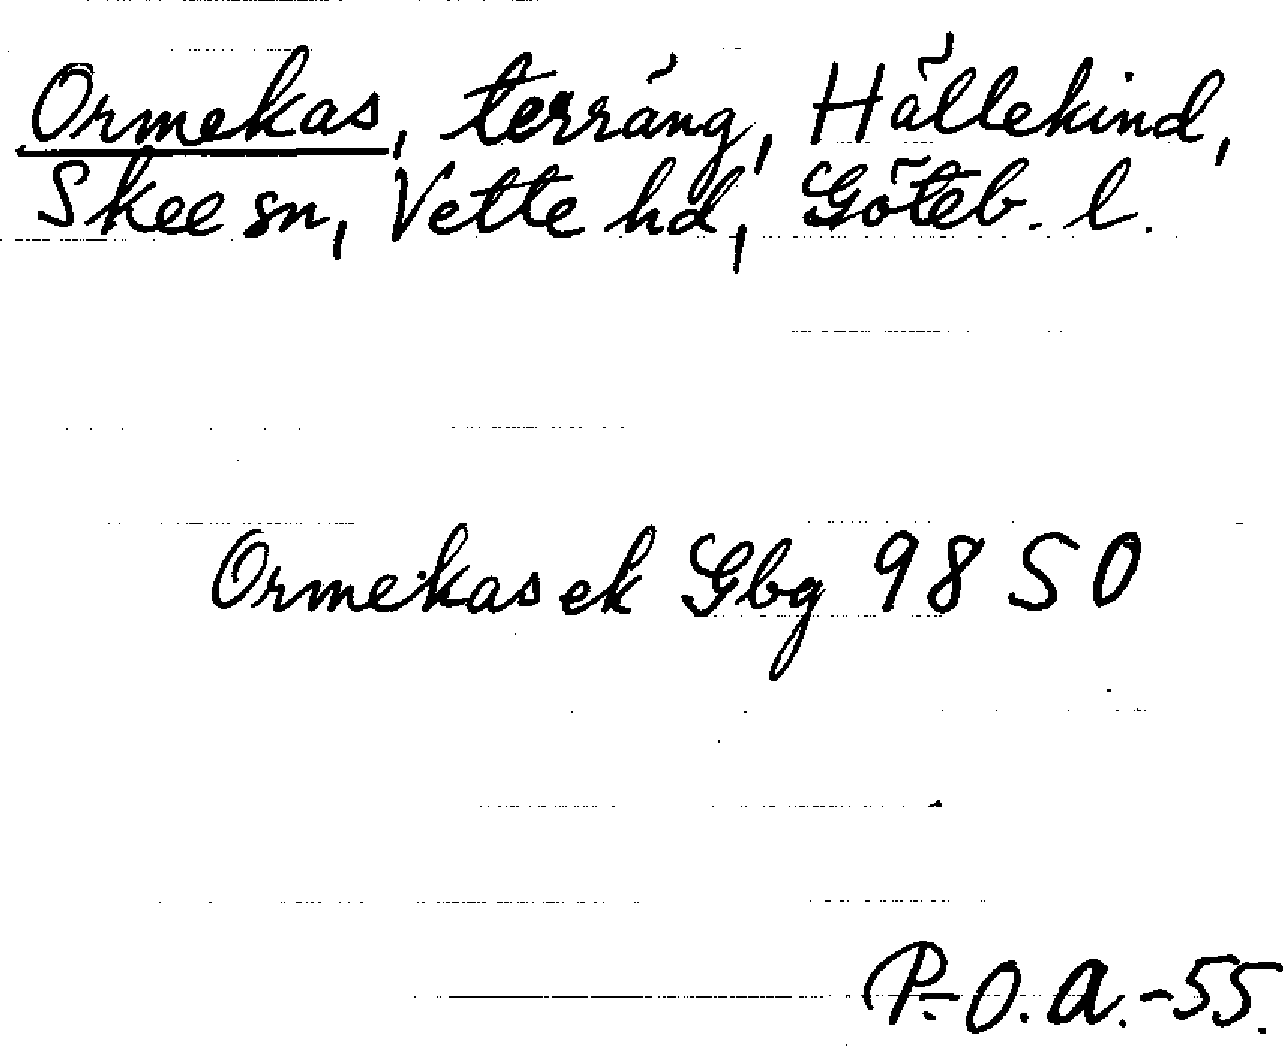 Ormekas, terräng, Hällekind,
Skee sn, Vette hd, Göteb. l.
Ormekas ek Gbg 98 SO
P.-O. A. -55.